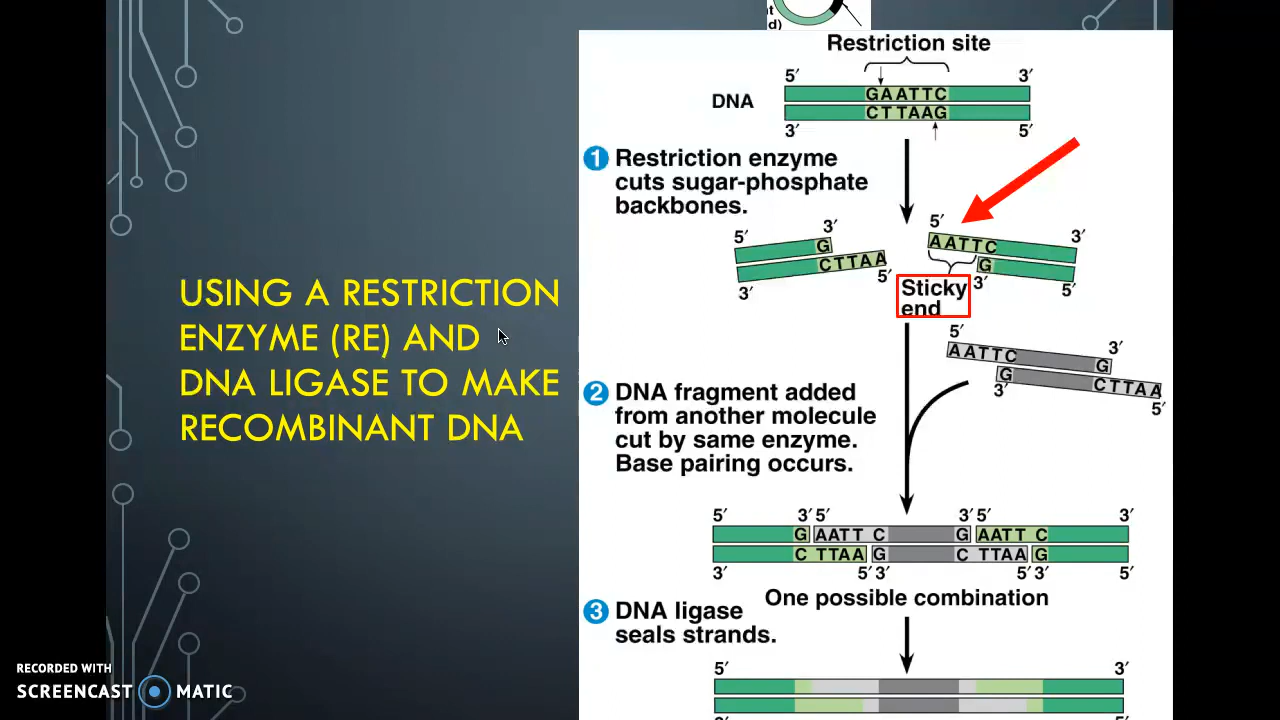 t
d)
Restriction site
5′ 3′
DNA
GAATTC
CTTAAG
3′ 5′
1 Restriction enzyme
cuts sugar-phosphate
backbones.
5′ 3′ 5′ 3′
G AATTC
CTTAA G
3′ 5′ 3′ 5′
Sticky
end
USING A RESTRICTION
ENZYME (RE) AND
DNA LIGASE TO MAKE
RECOMBINANT DNA
5′ 3′
AATTC G
G CTTAA
3′ 5′
2 DNA fragment added
from another molecule
cut by same enzyme.
Base pairing occurs.
5′ 3′ 5′ 3′ 5′ 3′
G AATT C G AATT C
C TTAA G C TTAA G
3′ 5′ 3′ 5′ 3′ 5′
One possible combination
3 DNA ligase
seals strands.
5′ 3′
RECORDED WITH
SCREENCAST MATIC